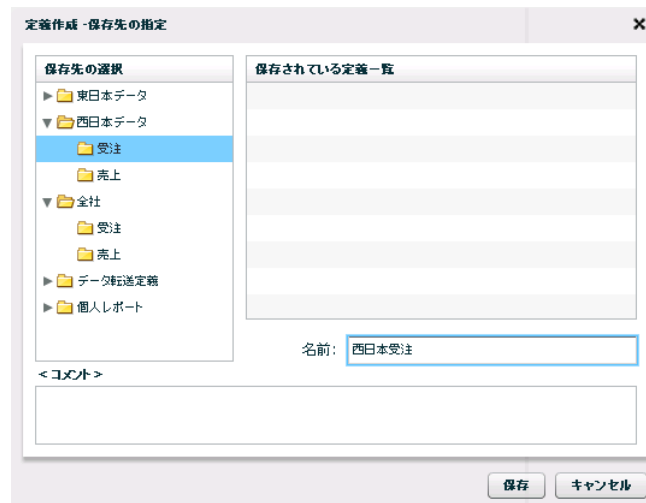 定義作成 -保存先の指定
保存先の選択
保存されている定義一覧
東日本データ
西日本データ
受注
売上
全社
受注
売上
データ転送定義
個人レポート
名前: 西日本受注
<コメント>
保存
キャンセル